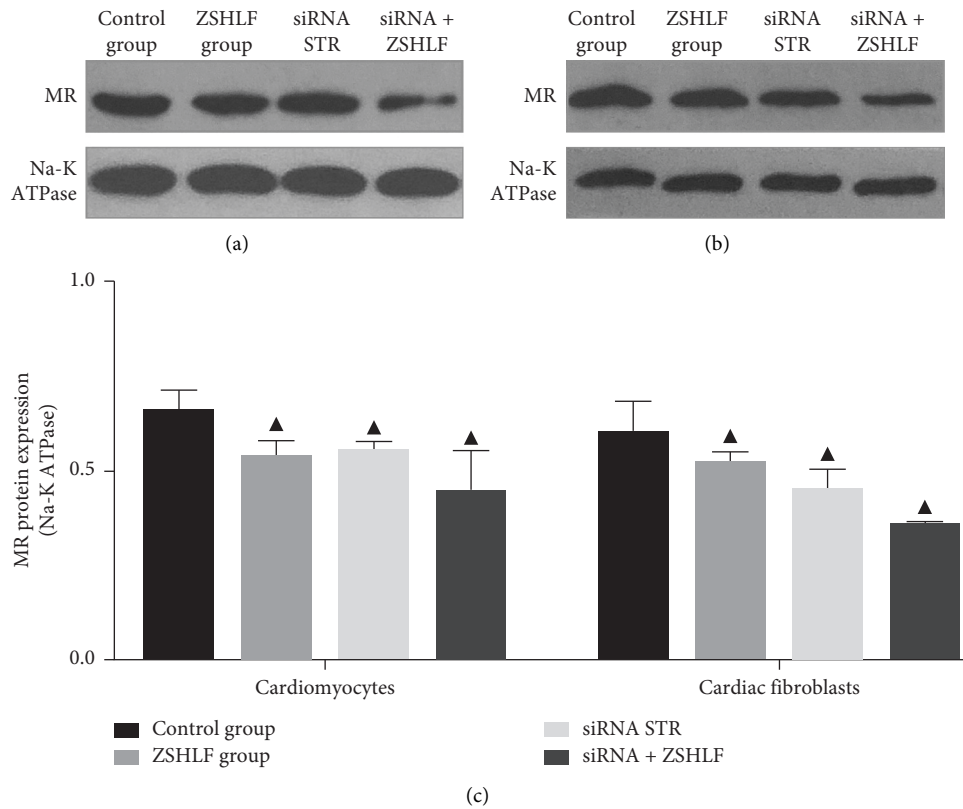 Control group
ZSHLF group
siRNA STR
siRNA + ZSHLF
MR
Na-K
ATPase
(a)
Control group
ZSHLF group
siRNA STR
siRNA + ZSHLF
MR
Na-K
ATPase
(b)
1.0
0.5
0.0
MR protein expression
(Na-K ATPase)
Cardiomyocytes
Cardiac fibroblasts
Control group
ZSHLF group
siRNA STR
siRNA + ZSHLF
(c)